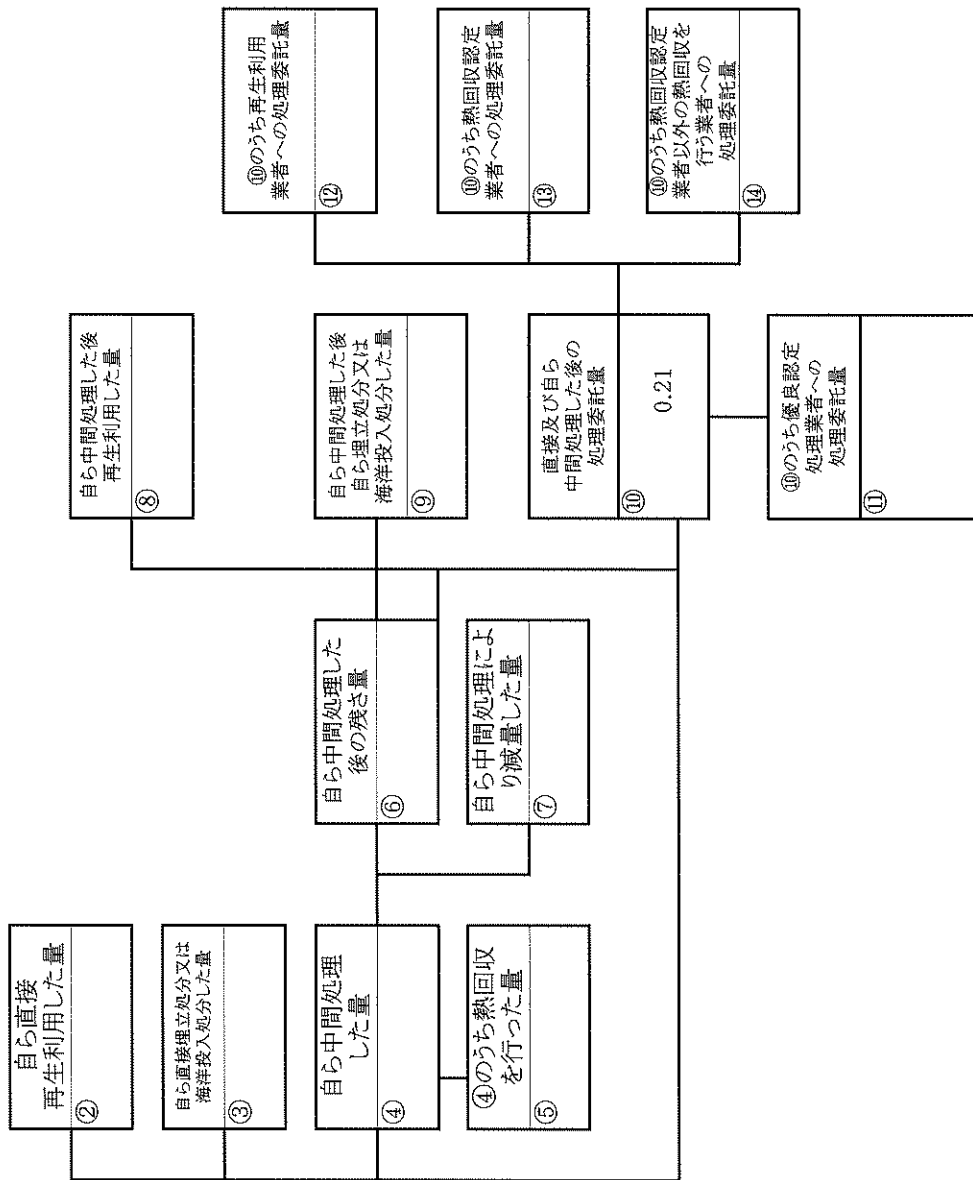 自ら直接
再生利用した量
②
自ら直接埋立処分又は
海洋投入処分した量
③
自ら中間処理
した量
④
④のうち熱回収
を行った量
⑤
自ら中間処理した
後の残さ量
⑥
自ら中間処理によ
り減量した量
⑦
自ら中間処理した後
再生利用した量
⑧
自ら中間処理した後
自ら埋立処分又は
海洋投入処分した量
⑨
直接及び自ら
中間処理した後の
処理委託量
⑩
0.21
⑩のうち優良認定
処理業者への
処理委託量
⑪
⑩のうち再生利用
業者への処理委託量
⑫
⑩のうち熱回収認定
業者への処理委託量
⑬
⑩のうち熱回収認定
業者以外の熱回収を
行う業者への
処理委託量
⑭